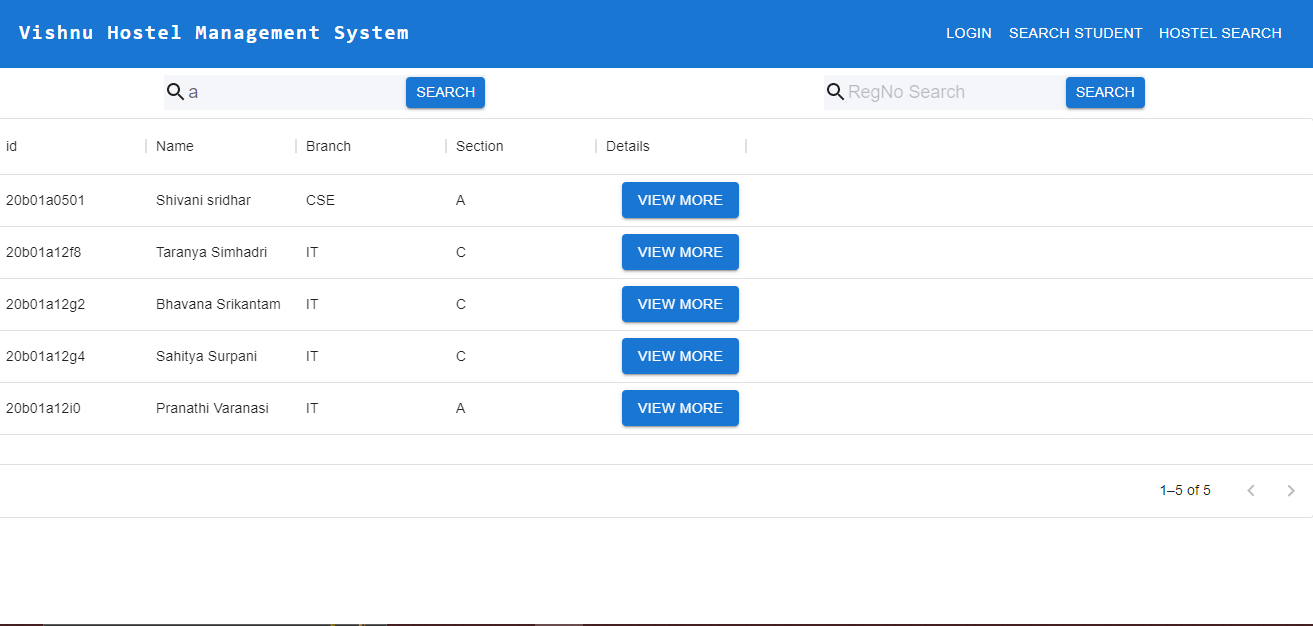 Vishnu Hostel Management System LOGIN SEARCH STUDENT HOSTEL SEARCH
a SEARCH RegNo Search SEARCH
id Name Branch Section Details
20b01a0501 Shivani sridhar CSE A VIEW MORE
20b01a12f8 Taranya Simhadri IT C VIEW MORE
20b01a12g2 Bhavana Srikantam IT C VIEW MORE
20b01a12g4 Sahitya Surpani IT C VIEW MORE
20b01a12i0 Pranathi Varanasi IT A VIEW MORE
1–5 of 5